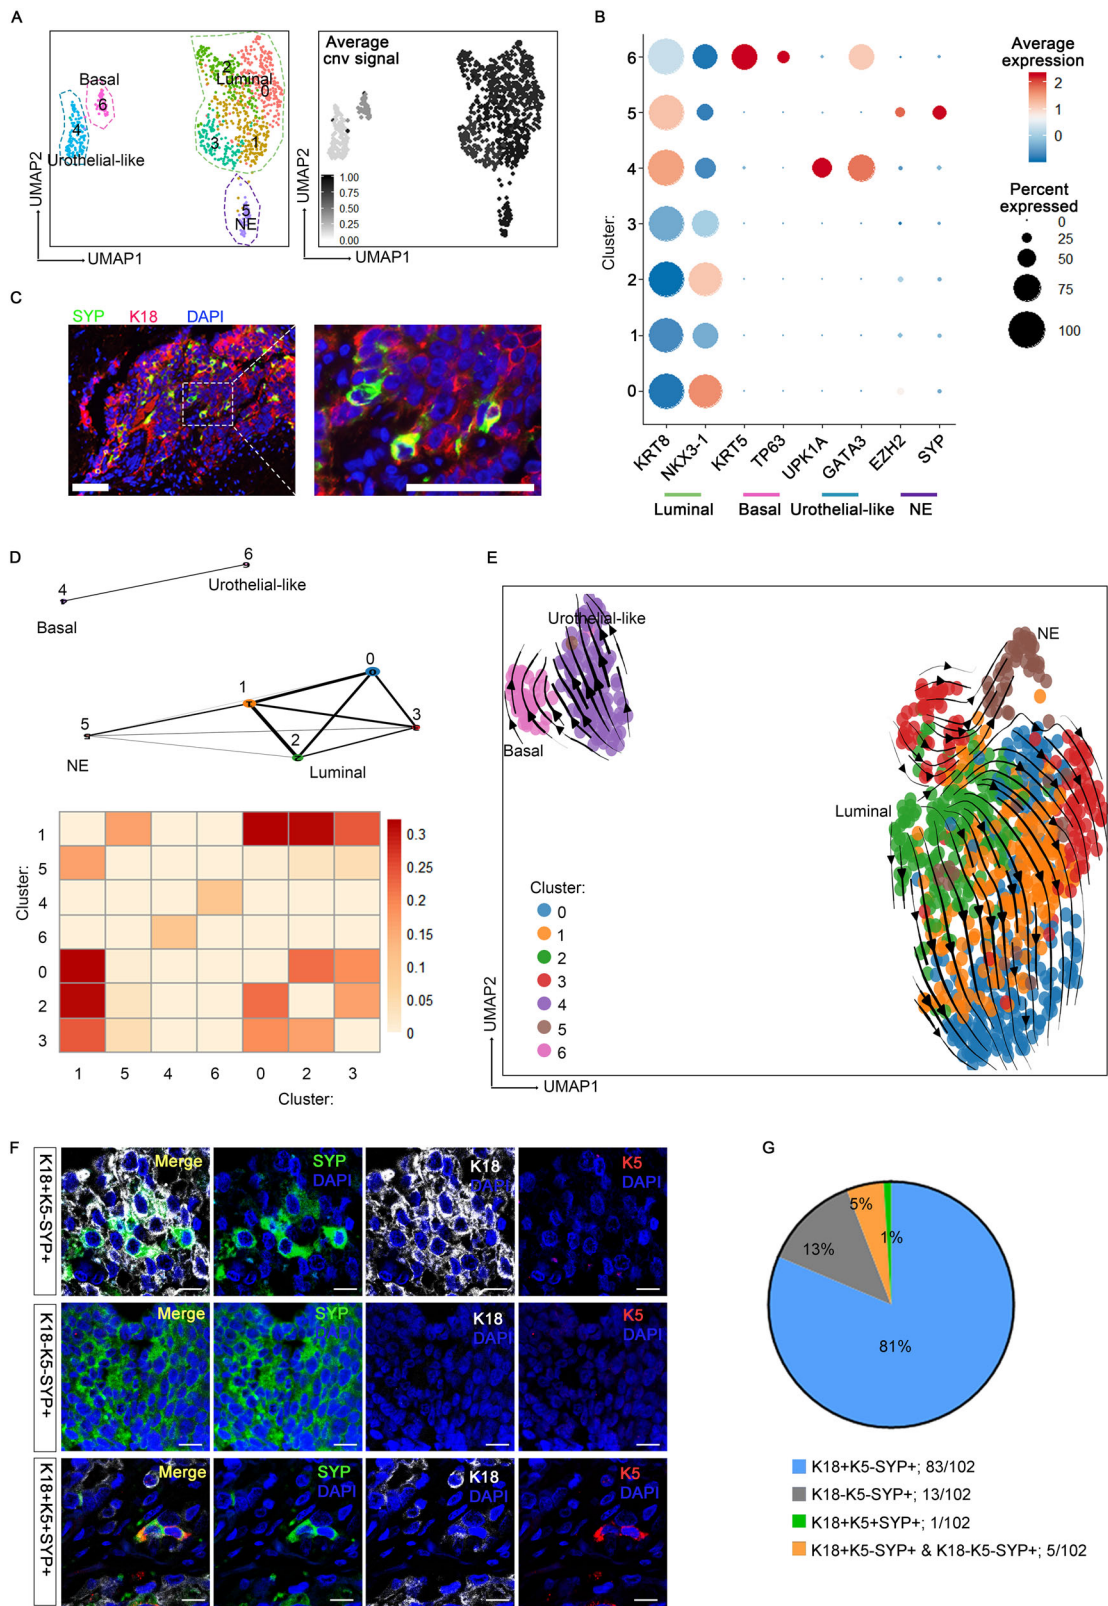 A
Basal
6
4
Urothelial-like
2
Luminal
0
3
1
5
NE
UMAP2
UMAP1
Average
cnv signal
1.00
0.75
0.50
0.25
0.00
B
Cluster:
6
5
4
3
2
1
0
KRT8
NKX3-1
KRT5
TP63
UPK1A
GATA3
EZH2
SYP
Luminal
Basal
Urothelial-like
NE
Average
expression
2
1
0
Percent
expressed
0
25
50
75
100
C
SYP K18 DAPI
D
6
4
Urothelial-like
Basal
0
1
3
5
2
NE
Luminal
Cluster:
1
5
4
6
0
2
3
1 5 4 6 0 2 3
Cluster:
0.3
0.25
0.2
0.15
0.1
0.05
0
E
Urothelial-like
NE
Basal
Luminal
Cluster:
0
1
2
3
4
5
6
UMAP2
UMAP1
F
K18+K5-SYP+
Merge
SYP
DAPI
K18
DAPI
K5
DAPI
K18-K5-SYP+
Merge
SYP
DAPI
K18
DAPI
K5
DAPI
K18+K5+SYP+
Merge
SYP
DAPI
K18
DAPI
K5
DAPI
G
5%
1%
13%
81%
K18+K5-SYP+; 83/102
K18-K5-SYP+; 13/102
K18+K5+SYP+; 1/102
K18+K5-SYP+ & K18-K5-SYP+; 5/102